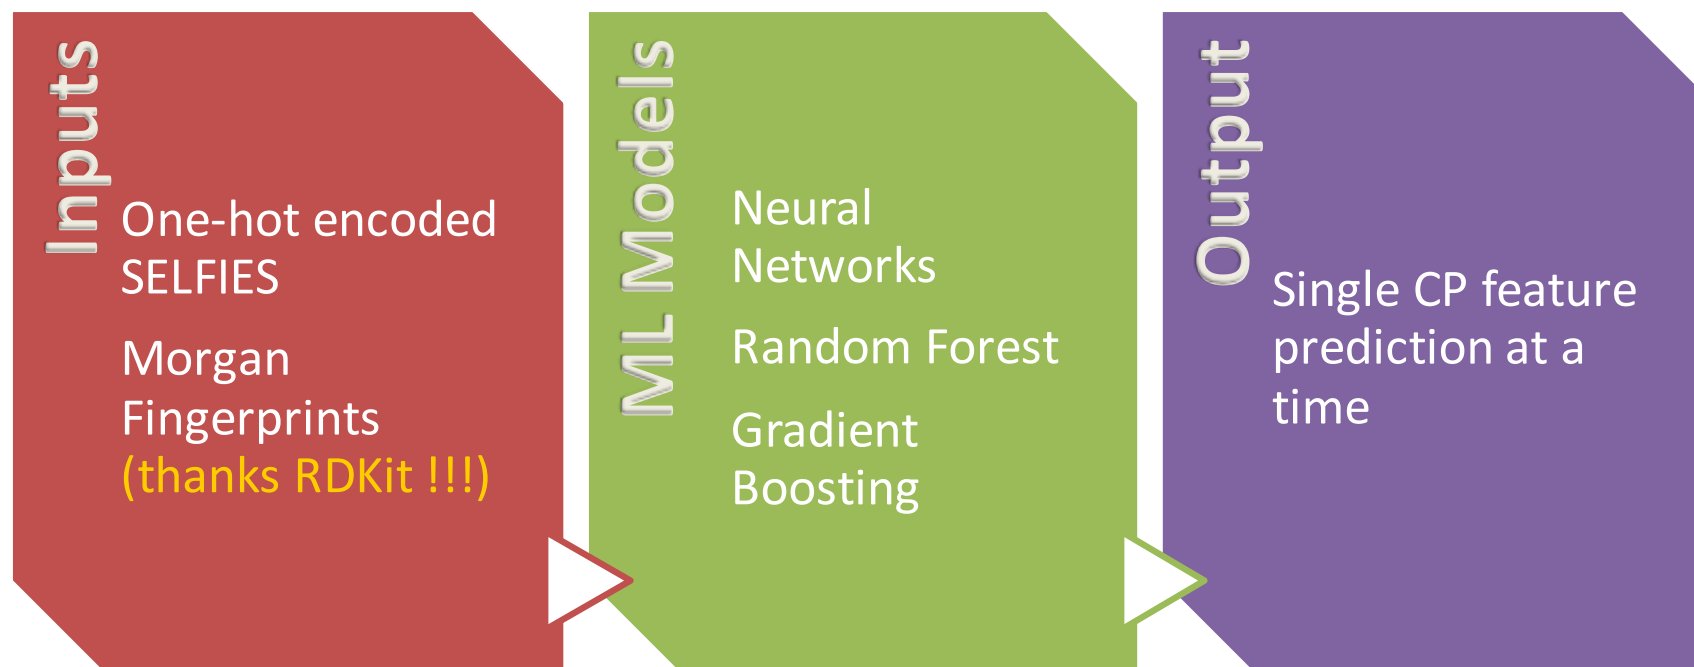 Inputs
One-hot encoded
SELFIES
Morgan
Fingerprints
(thanks RDKit !!!)
ML Models
Neural
Networks
Random Forest
Gradient
Boosting
Output
Single CP feature
prediction at a
time